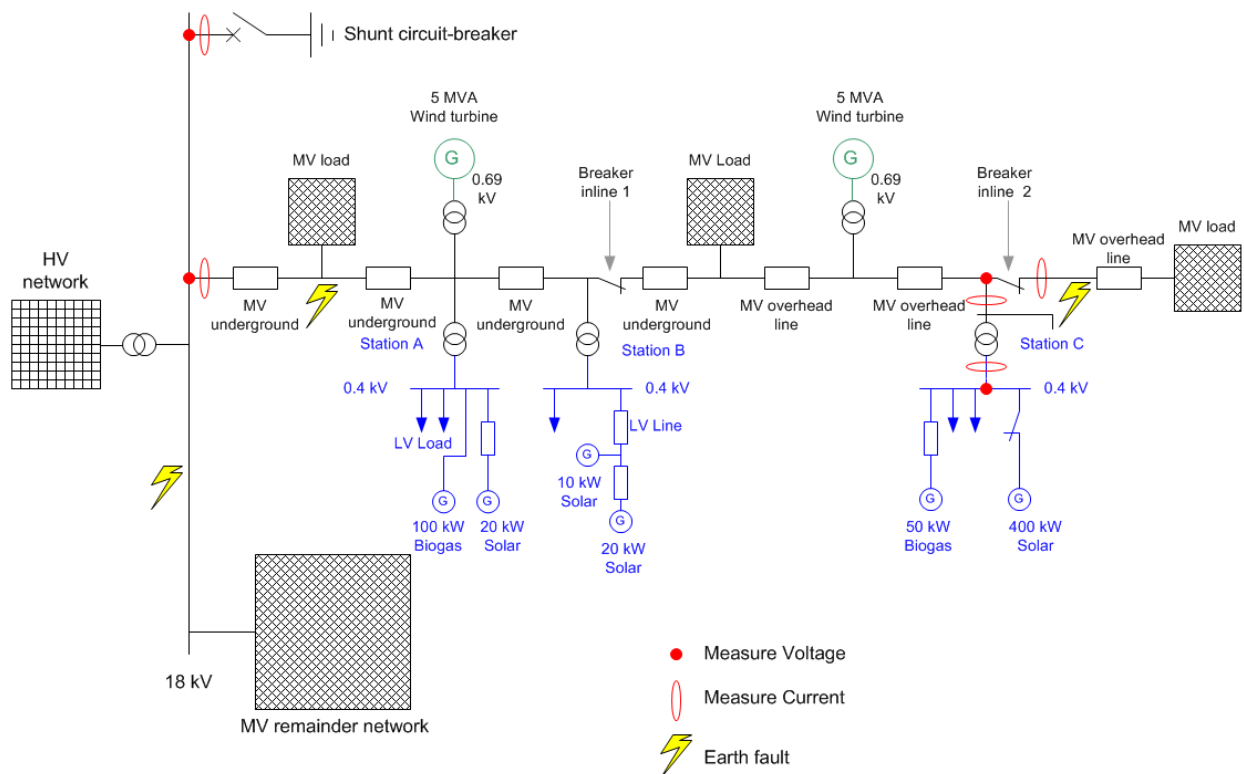 Shunt circuit-breaker
5 MVA
Wind turbine
G
0.69
kV
MV load
Breaker
inline 1
MV Load
5 MVA
Wind turbine
G
0.69
kV
Breaker
inline 2
MV load
MV overhead
line
HV
network
MV
underground
MV
underground
MV
underground
MV
underground
MV overhead
line
MV overhead
line
Station A
Station B
Station C
0.4 kV
0.4 kV
0.4 kV
LV Load
LV Line
G
100 kW
Biogas
G
20 kW
Solar
G
10 kW
Solar
G
20 kW
Solar
G
50 kW
Biogas
G
400 kW
Solar
18 kV
MV remainder network
Measure Voltage
Measure Current
Earth fault